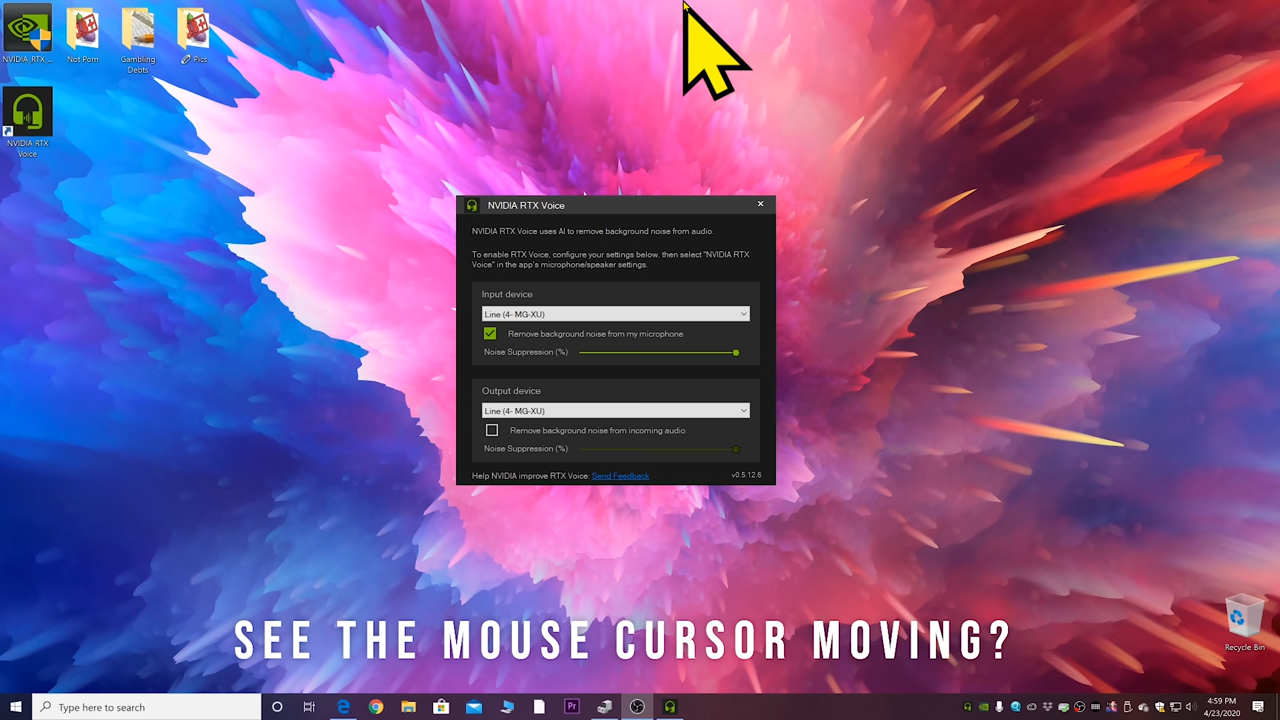 NVIDIA RTX ...
Not Porn
Gambling
Debts
Pics
NVIDIA RTX
Voice
NVIDIA RTX Voice
NVIDIA RTX Voice uses AI to remove background noise from audio.
To enable RTX Voice, configure your settings below, then select "NVIDIA RTX
Voice" in the app's microphone/speaker settings.
Input device
Line (4- MG-XU)
Remove background noise from my microphone
Noise Suppression (%)
Output device
Line (4- MG-XU)
Remove background noise from incoming audio
Noise Suppression (%)
Help NVIDIA improve RTX Voice: Send Feedback
v0.5.12.6
SEE THE MOUSE CURSOR MOVING?
Recycle Bin
Type here to search
Pr
4:59 PM
4/23/2020